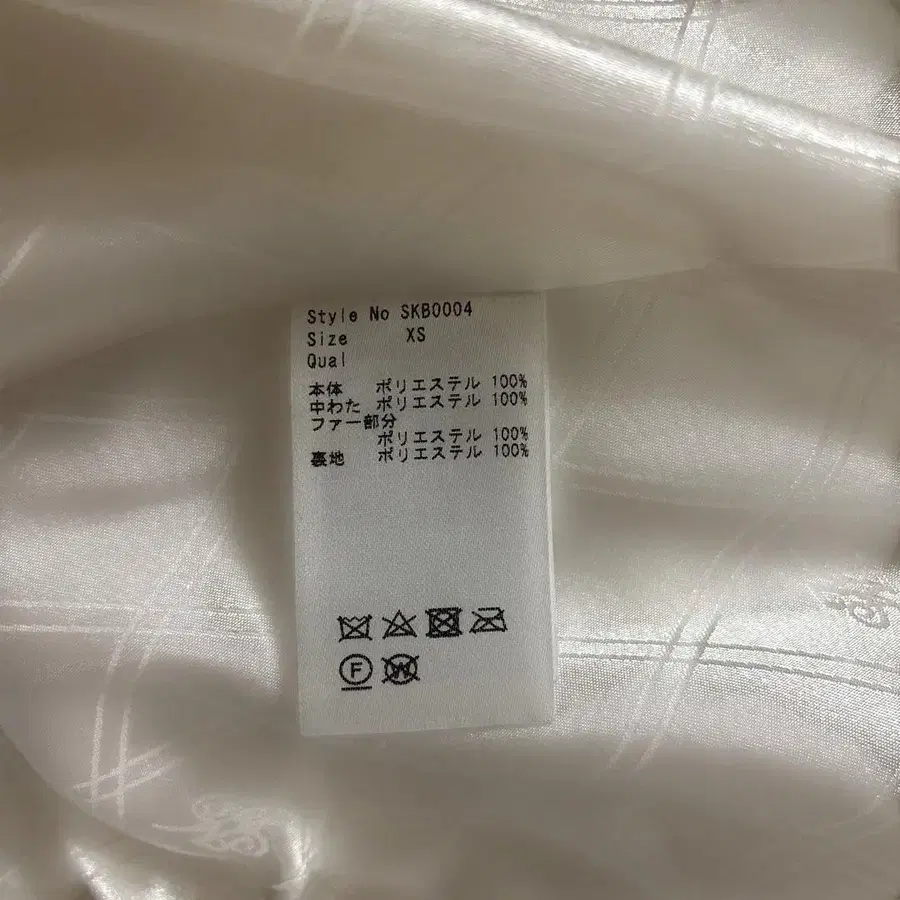 Style No SKB0004
Size XS
Qual
本体 ポリエステル 100%
中わた ポリエステル 100%
ファー部分
ポリエステル 100%
裏地 ポリエステル 100%
F W